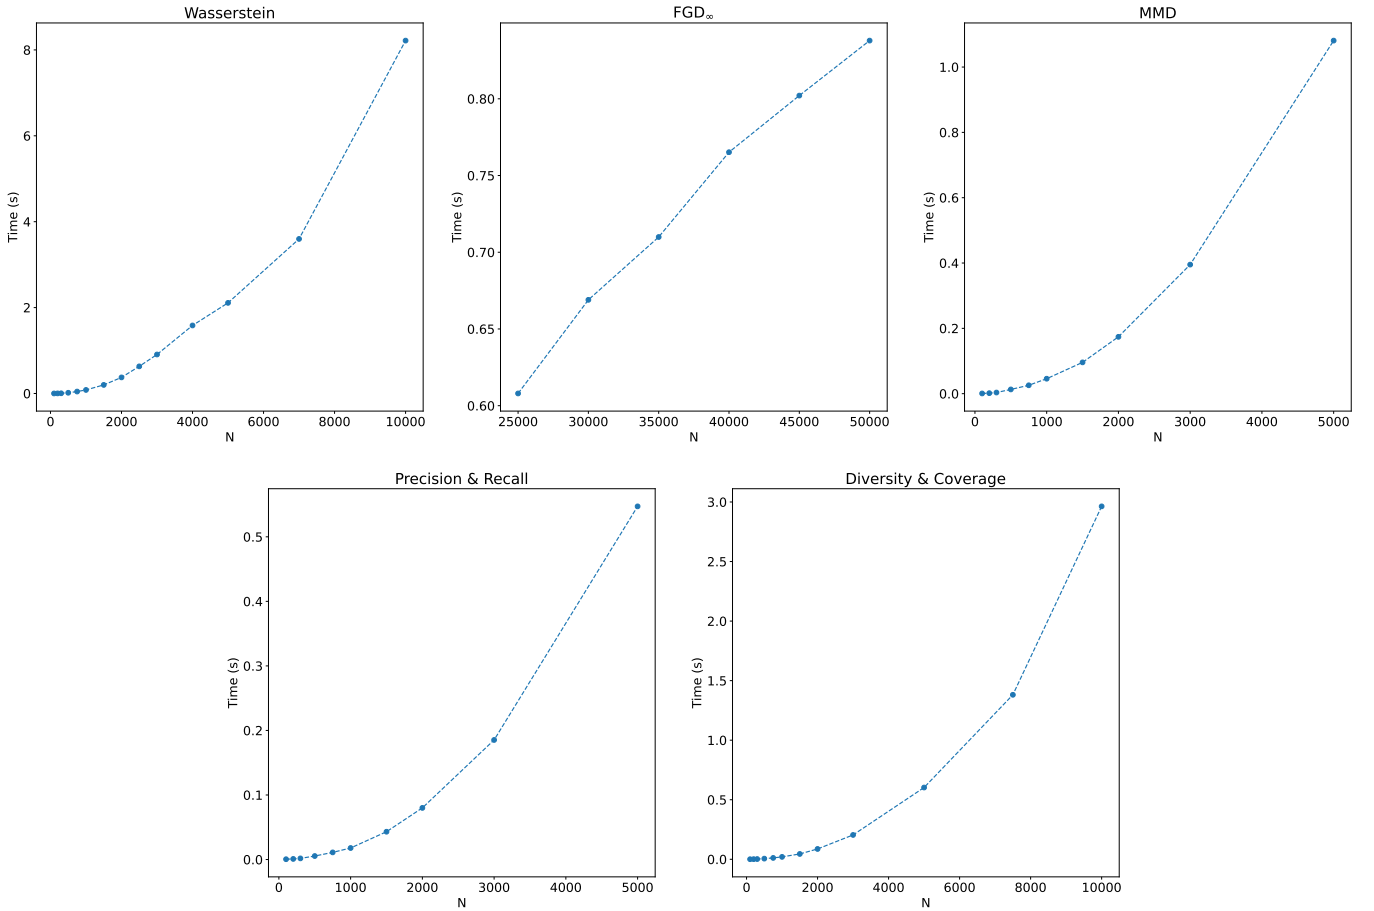 Wasserstein
8
6
4
2
0
Time (s)
0 2000 4000 6000 8000 10000
N
FGD∞
0.80
0.75
0.70
0.65
0.60
Time (s)
25000 30000 35000 40000 45000 50000
N
MMD
1.0
0.8
0.6
0.4
0.2
0.0
Time (s)
0 1000 2000 3000 4000 5000
N
Precision & Recall
0.5
0.4
0.3
0.2
0.1
0.0
Time (s)
0 1000 2000 3000 4000 5000
N
Diversity & Coverage
3.0
2.5
2.0
1.5
1.0
0.5
0.0
Time (s)
0 2000 4000 6000 8000 10000
N